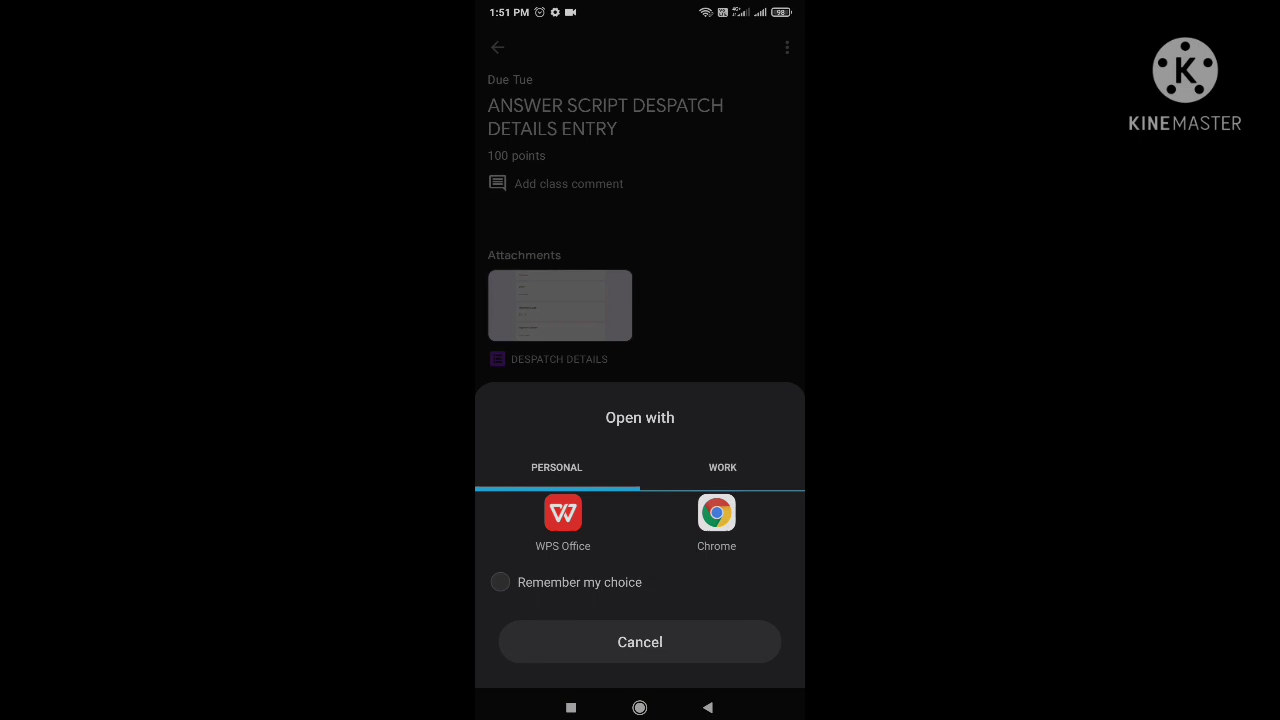 1:51 PM
98
KINEMASTER
Due Tue
ANSWER SCRIPT DESPATCH
DETAILS ENTRY
100 points
Add class comment
Attachments
DESPATCH DETAILS
Open with
PERSONAL WORK
WPS Office Chrome
Remember my choice
Cancel